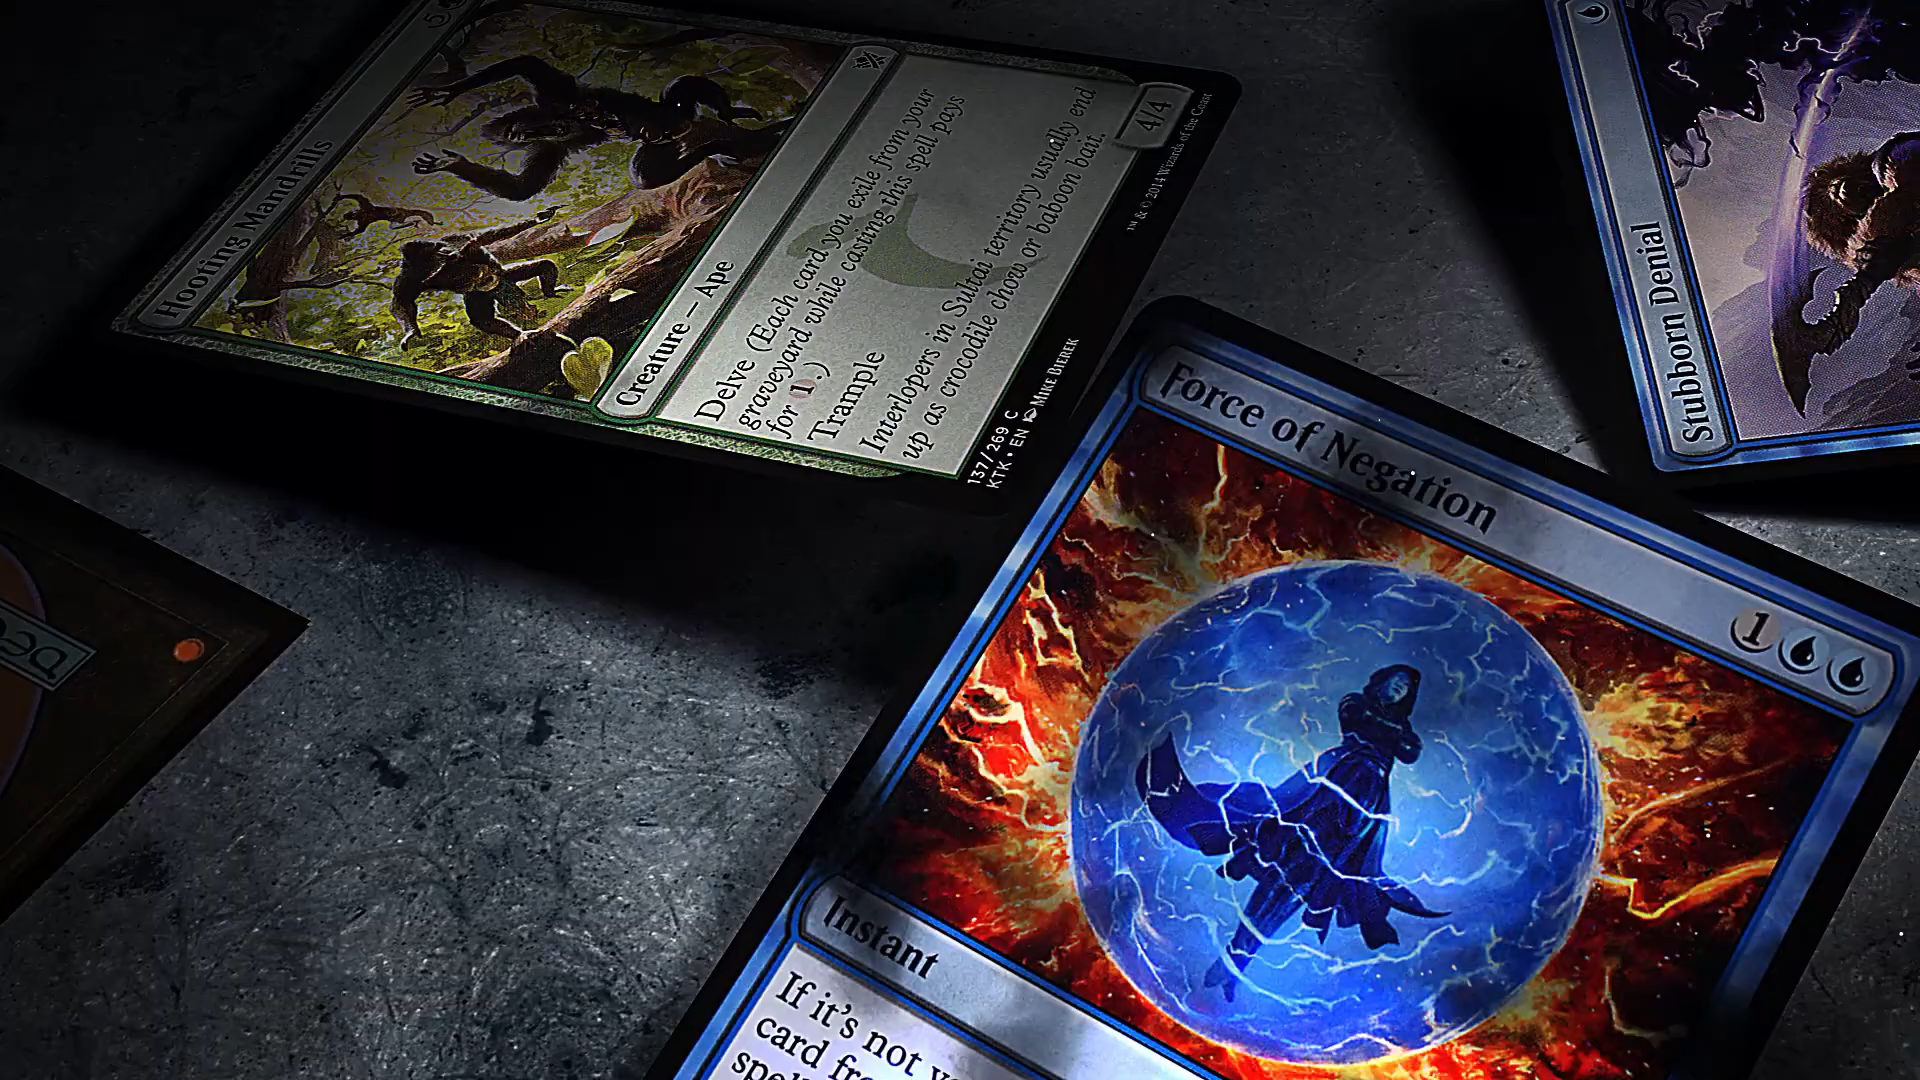 Hooting Mandrills
5
Creature — Ape
Delve (Each card you exile from your
graveyard while casting this spell pays
for 1.)
Trample
Interlopers in Sultai territory usually end
up as crocodile chow or baboon bait.
4/4
137/269 C
KTK • EN MIKE BIEREK
™ & © 2014 Wizards of the Coast
Stubborn Denial
Force of Negation
1
Instant
If it's not
card